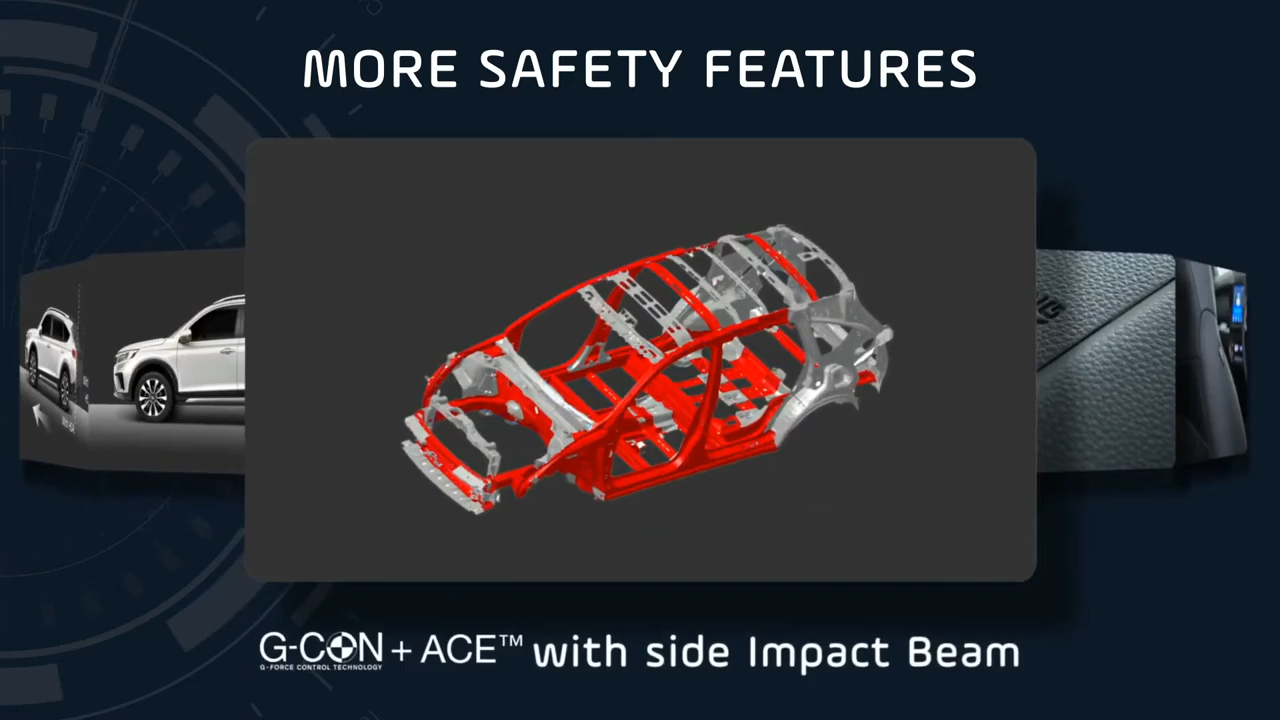 MORE SAFETY FEATURES
G-CON + ACE™ with side Impact Beam
G-FORCE CONTROL TECHNOLOGY